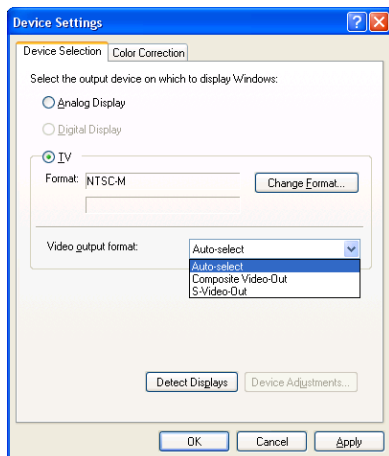 Device Settings
Device Selection Color Correction
Select the output device on which to display Windows:
Analog Display
Digital Display
TV
Format: NTSC-M Change Format...
Video output format: Auto-select
Auto-select
Composite Video-Out
S-Video-Out
Detect Displays Device Adjustments...
OK Cancel Apply